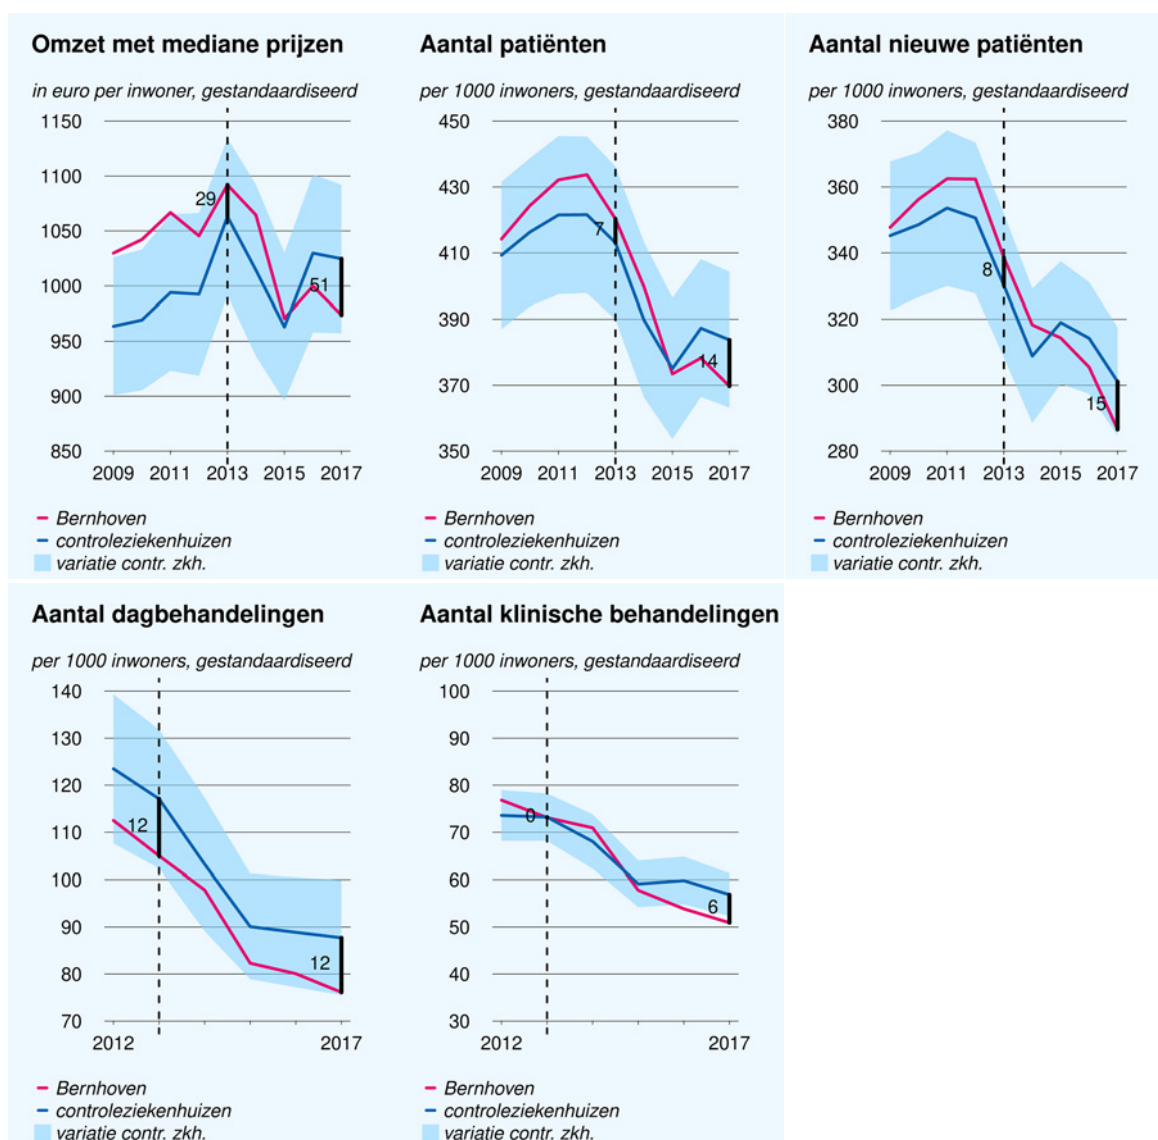 Omzet met mediane prijzen
in euro per inwoner, gestandaardiseerd
1150
1100
1050
1000
950
900
850
29
51
2009 2011 2013 2015 2017
Bernhoven
controleziekenhuizen
variatie contr. zkh.
Aantal patiënten
per 1000 inwoners, gestandaardiseerd
450
430
410
390
370
350
7
14
2009 2011 2013 2015 2017
Bernhoven
controleziekenhuizen
variatie contr. zkh.
Aantal nieuwe patiënten
per 1000 inwoners, gestandaardiseerd
380
360
340
320
300
280
8
15
2009 2011 2013 2015 2017
Bernhoven
controleziekenhuizen
variatie contr. zkh.
Aantal dagbehandelingen
per 1000 inwoners, gestandaardiseerd
140
130
120
110
100
90
80
70
12
12
2012 2017
Bernhoven
controleziekenhuizen
variatie contr. zkh.
Aantal klinische behandelingen
per 1000 inwoners, gestandaardiseerd
100
90
80
70
60
50
40
30
0
6
2012 2017
Bernhoven
controleziekenhuizen
variatie contr. zkh.